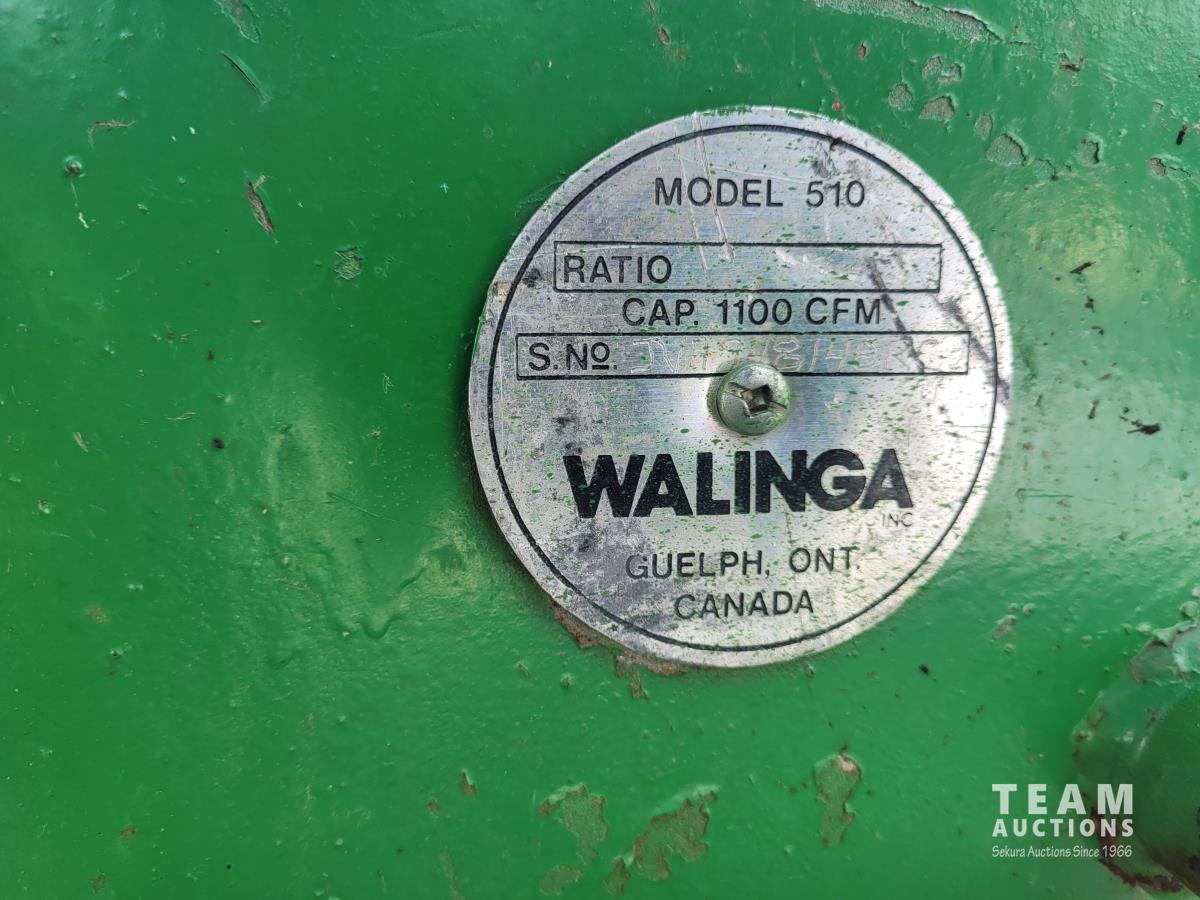 MODEL 510
RATIO
CAP. 1100 CFM
S. No.
WALINGA
INC
GUELPH, ONT.
CANADA
TEAM
AUCTIONS
Sekura Auctions Since 1966